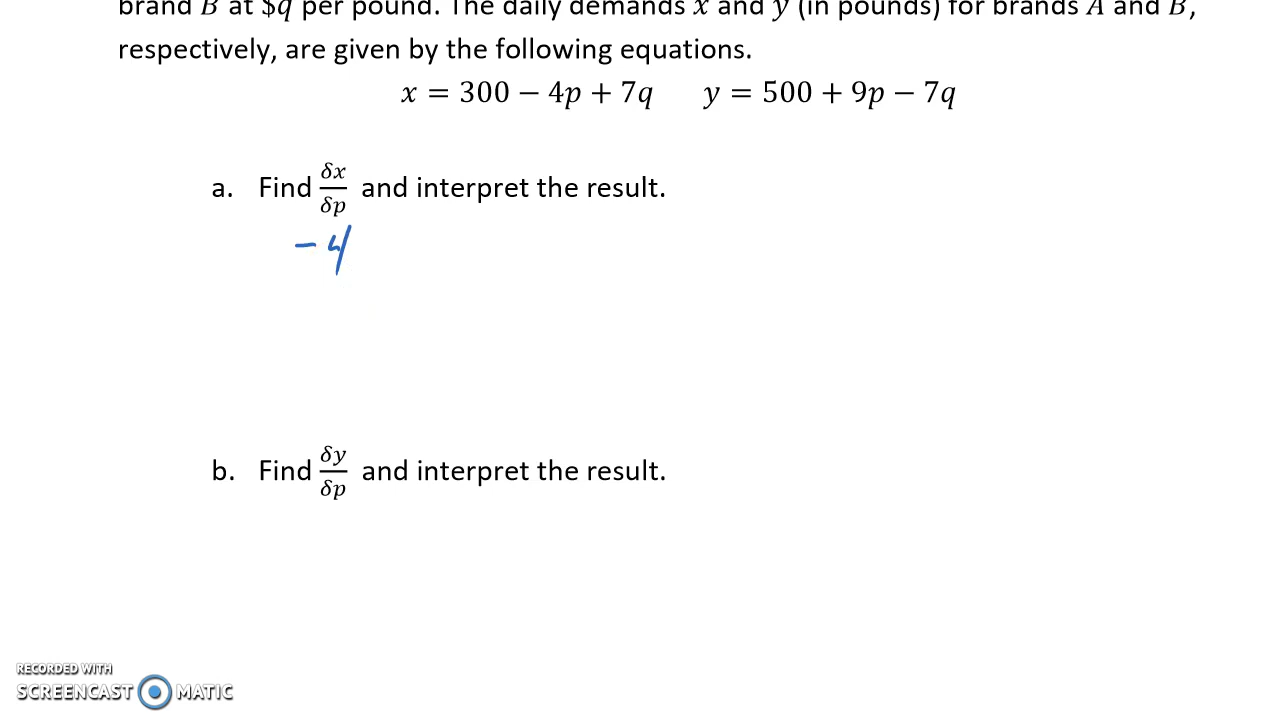 brand B at $q per pound. The daily demands x and y (in pounds) for brands A and B,
respectively, are given by the following equations.
x = 300 − 4p + 7q y = 500 + 9p − 7q
a. Find δx/δp and interpret the result.
−4
b. Find δy/δp and interpret the result.
RECORDED WITH
SCREENCAST MATIC